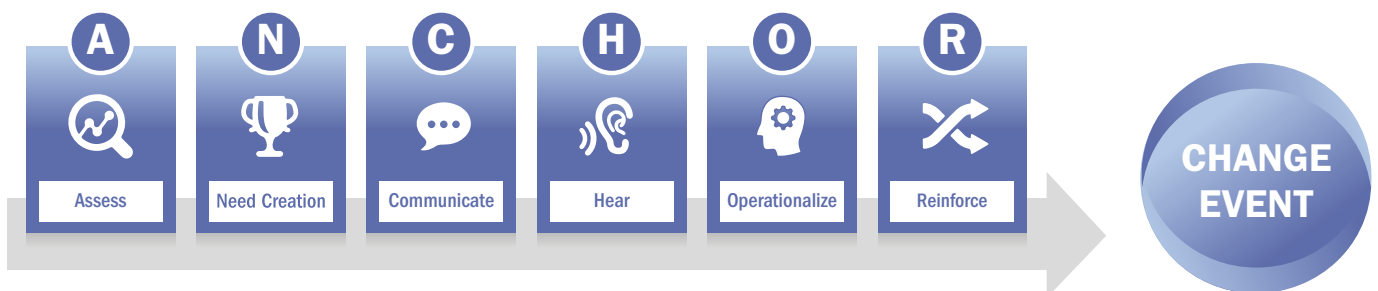 A
N
C
H
O
R
Assess
Need Creation
Communicate
Hear
Operationalize
Reinforce
CHANGE
EVENT